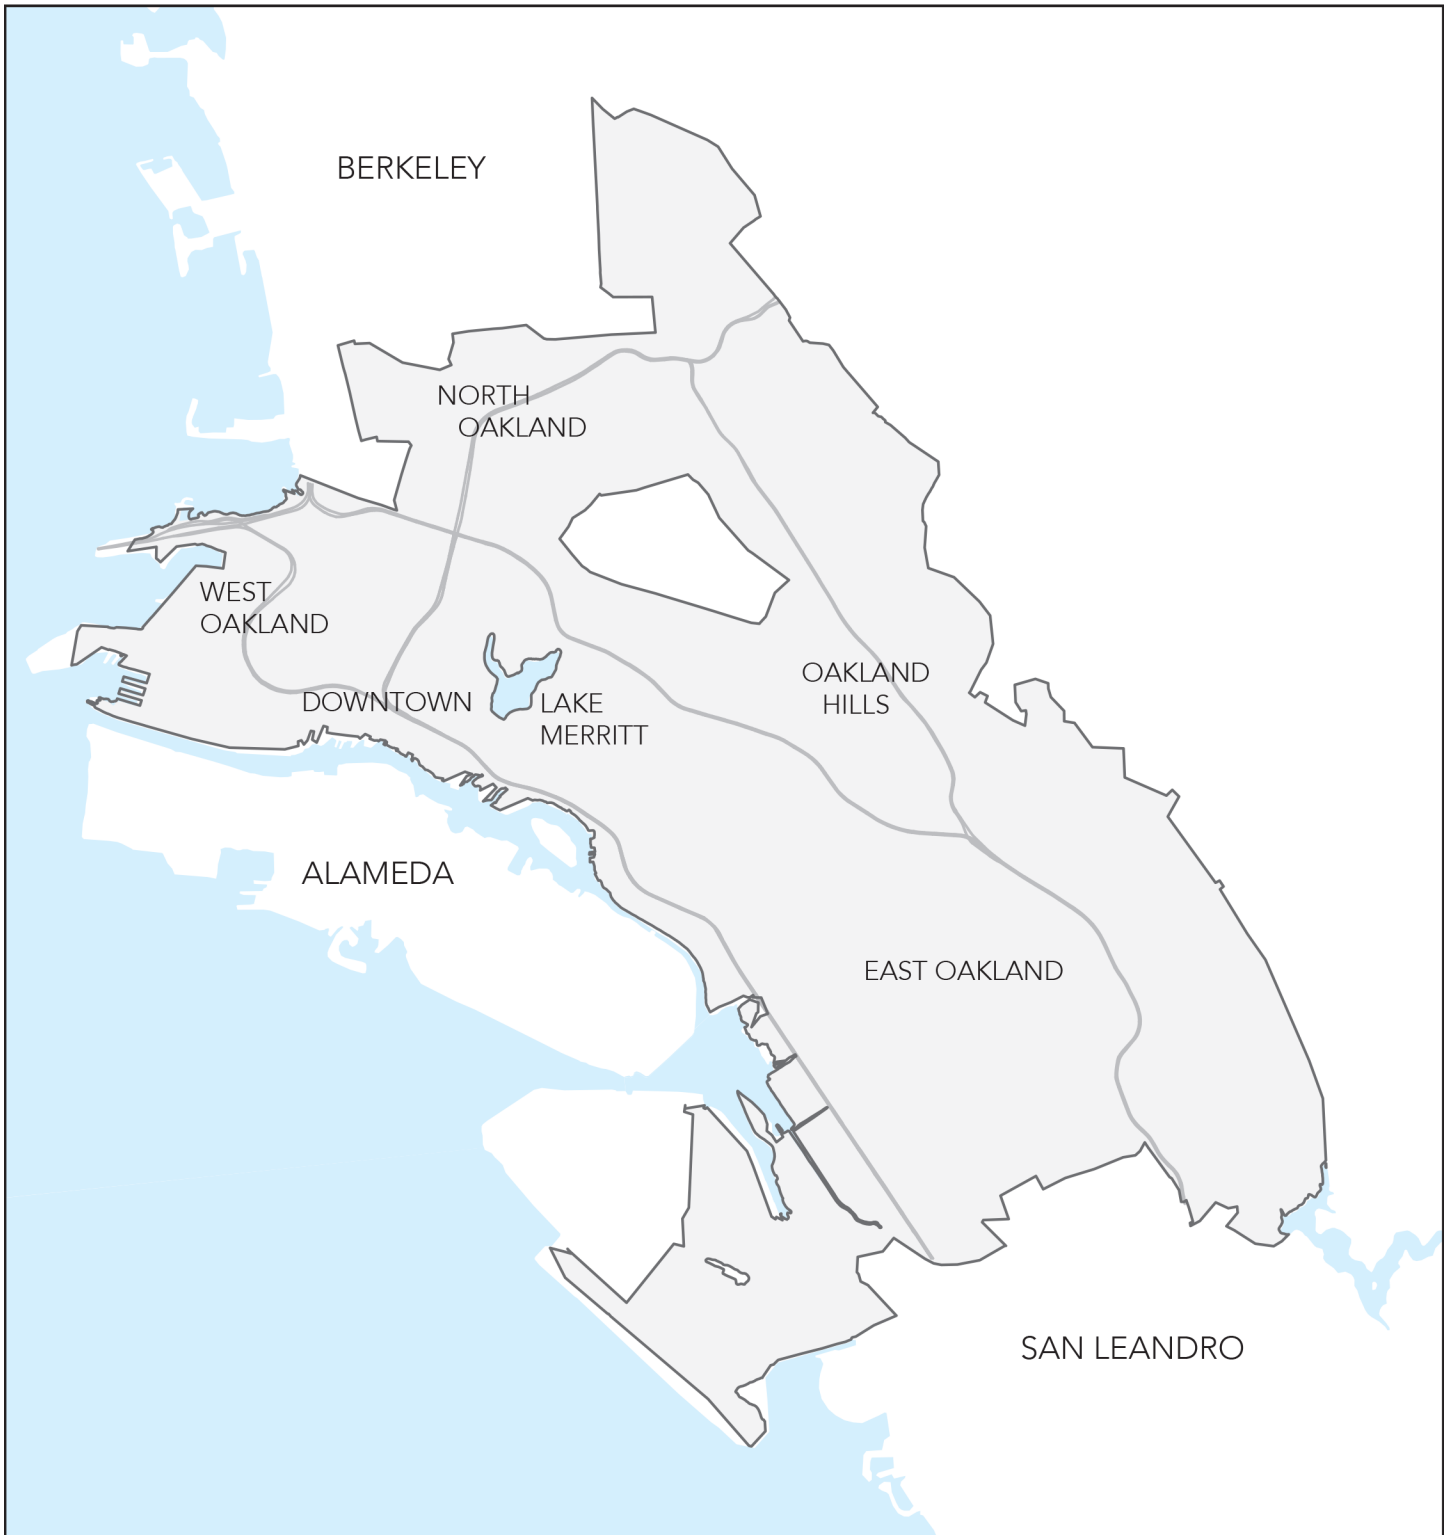 BERKELEY
NORTH
OAKLAND
WEST
OAKLAND
OAKLAND
HILLS
DOWNTOWN
LAKE
MERRITT
ALAMEDA
EAST OAKLAND
SAN LEANDRO